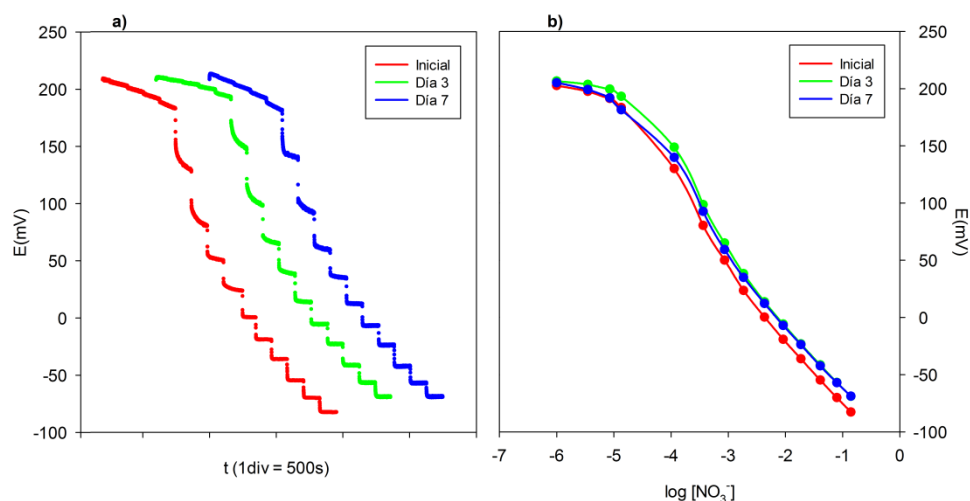 a)
250
200
150
100
50
0
-50
-100
E(mV)
Inicial
Día 3
Día 7
t (1div = 500s)
b)
Inicial
Día 3
Día 7
250
200
150
100
50
0
-50
-100
E(mV)
-7 -6 -5 -4 -3 -2 -1 0
log [NO₃⁻]